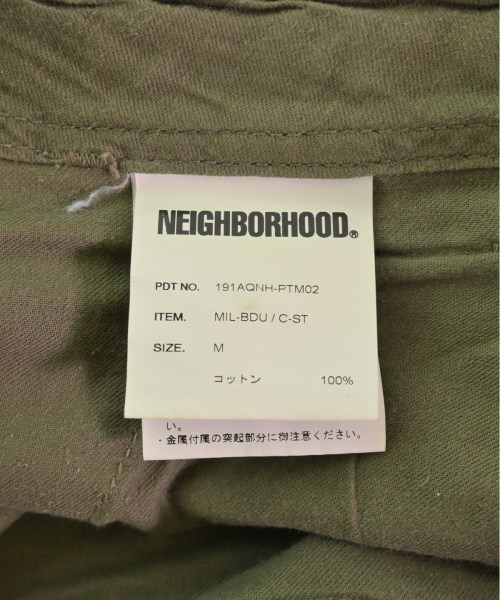 NEIGHBORHOOD®
PDT NO. 191AQNH-PTM02
ITEM. MIL-BDU / C-ST
SIZE. M
コットン 100%
い。
・金属付属の突起部分に御注意ください。